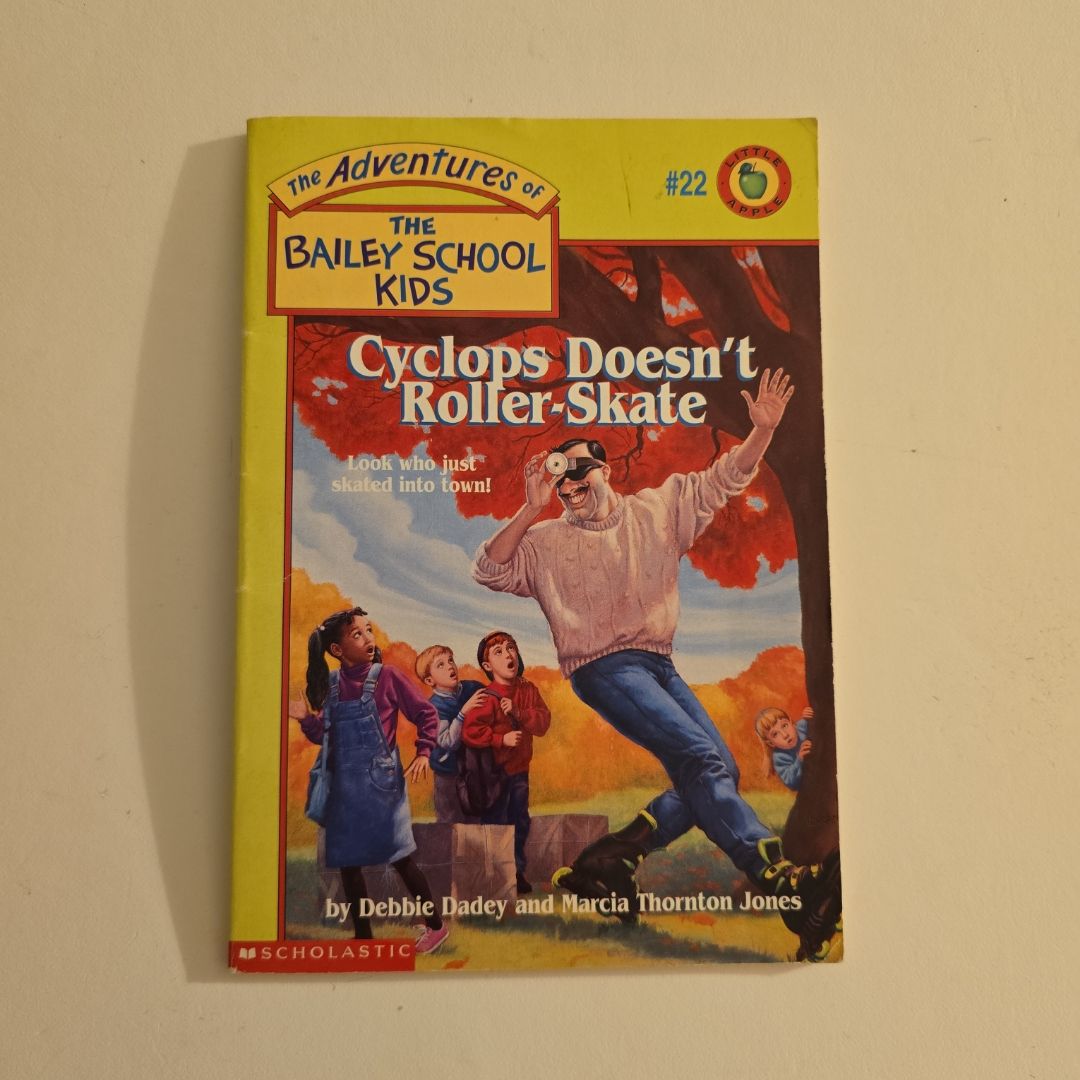 The Adventures of
THE
BAILEY SCHOOL
KIDS
#22
LITTLE
APPLE
Cyclops Doesn't
Roller-Skate
Look who just
skated into town!
by Debbie Dadey and Marcia Thornton Jones
SCHOLASTIC